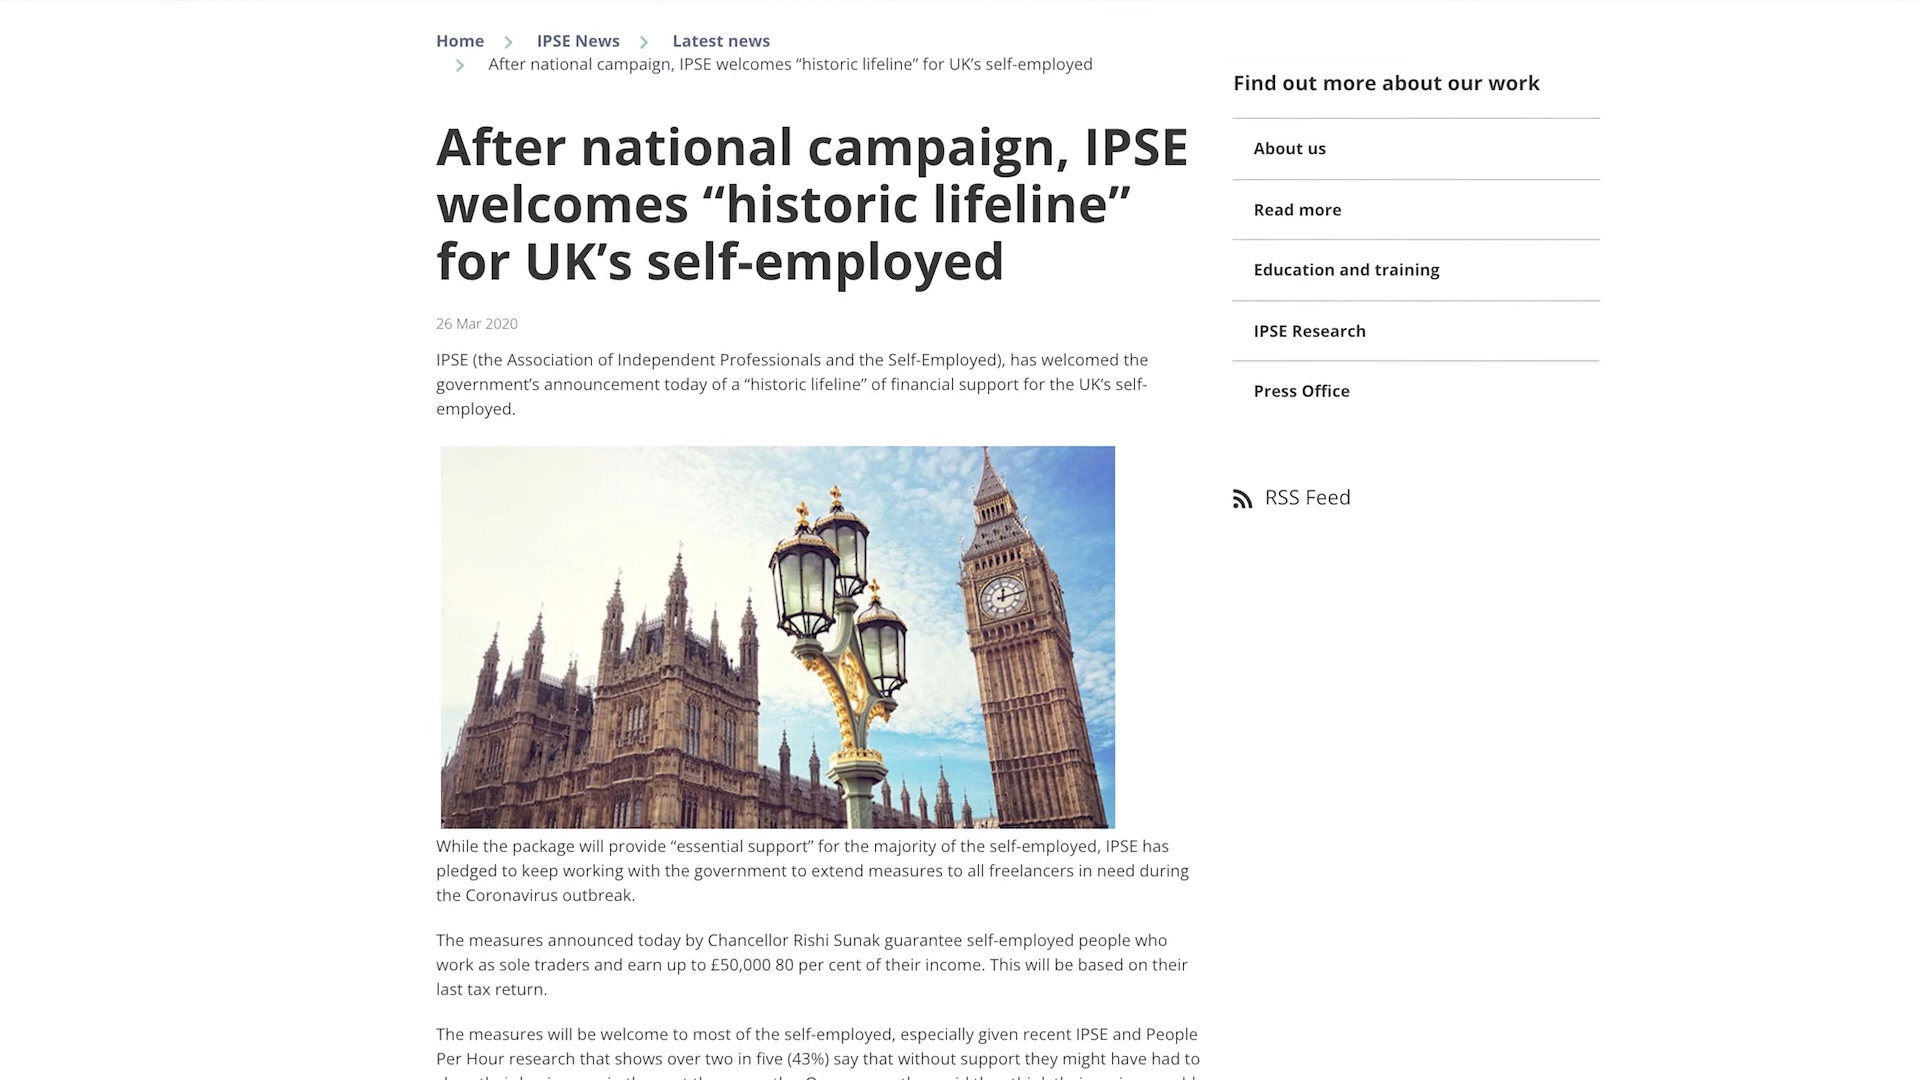 Home > IPSE News > Latest news
> After national campaign, IPSE welcomes “historic lifeline” for UK’s self-employed
After national campaign, IPSE
welcomes “historic lifeline”
for UK’s self-employed
26 Mar 2020
IPSE (the Association of Independent Professionals and the Self-Employed), has welcomed the
government’s announcement today of a “historic lifeline” of financial support for the UK’s self-
employed.
While the package will provide “essential support” for the majority of the self-employed, IPSE has
pledged to keep working with the government to extend measures to all freelancers in need during
the Coronavirus outbreak.
The measures announced today by Chancellor Rishi Sunak guarantee self-employed people who
work as sole traders and earn up to £50,000 80 per cent of their income. This will be based on their
last tax return.
The measures will be welcome to most of the self-employed, especially given recent IPSE and People
Per Hour research that shows over two in five (43%) say that without support they might have had to
Find out more about our work
About us
Read more
Education and training
IPSE Research
Press Office
RSS Feed